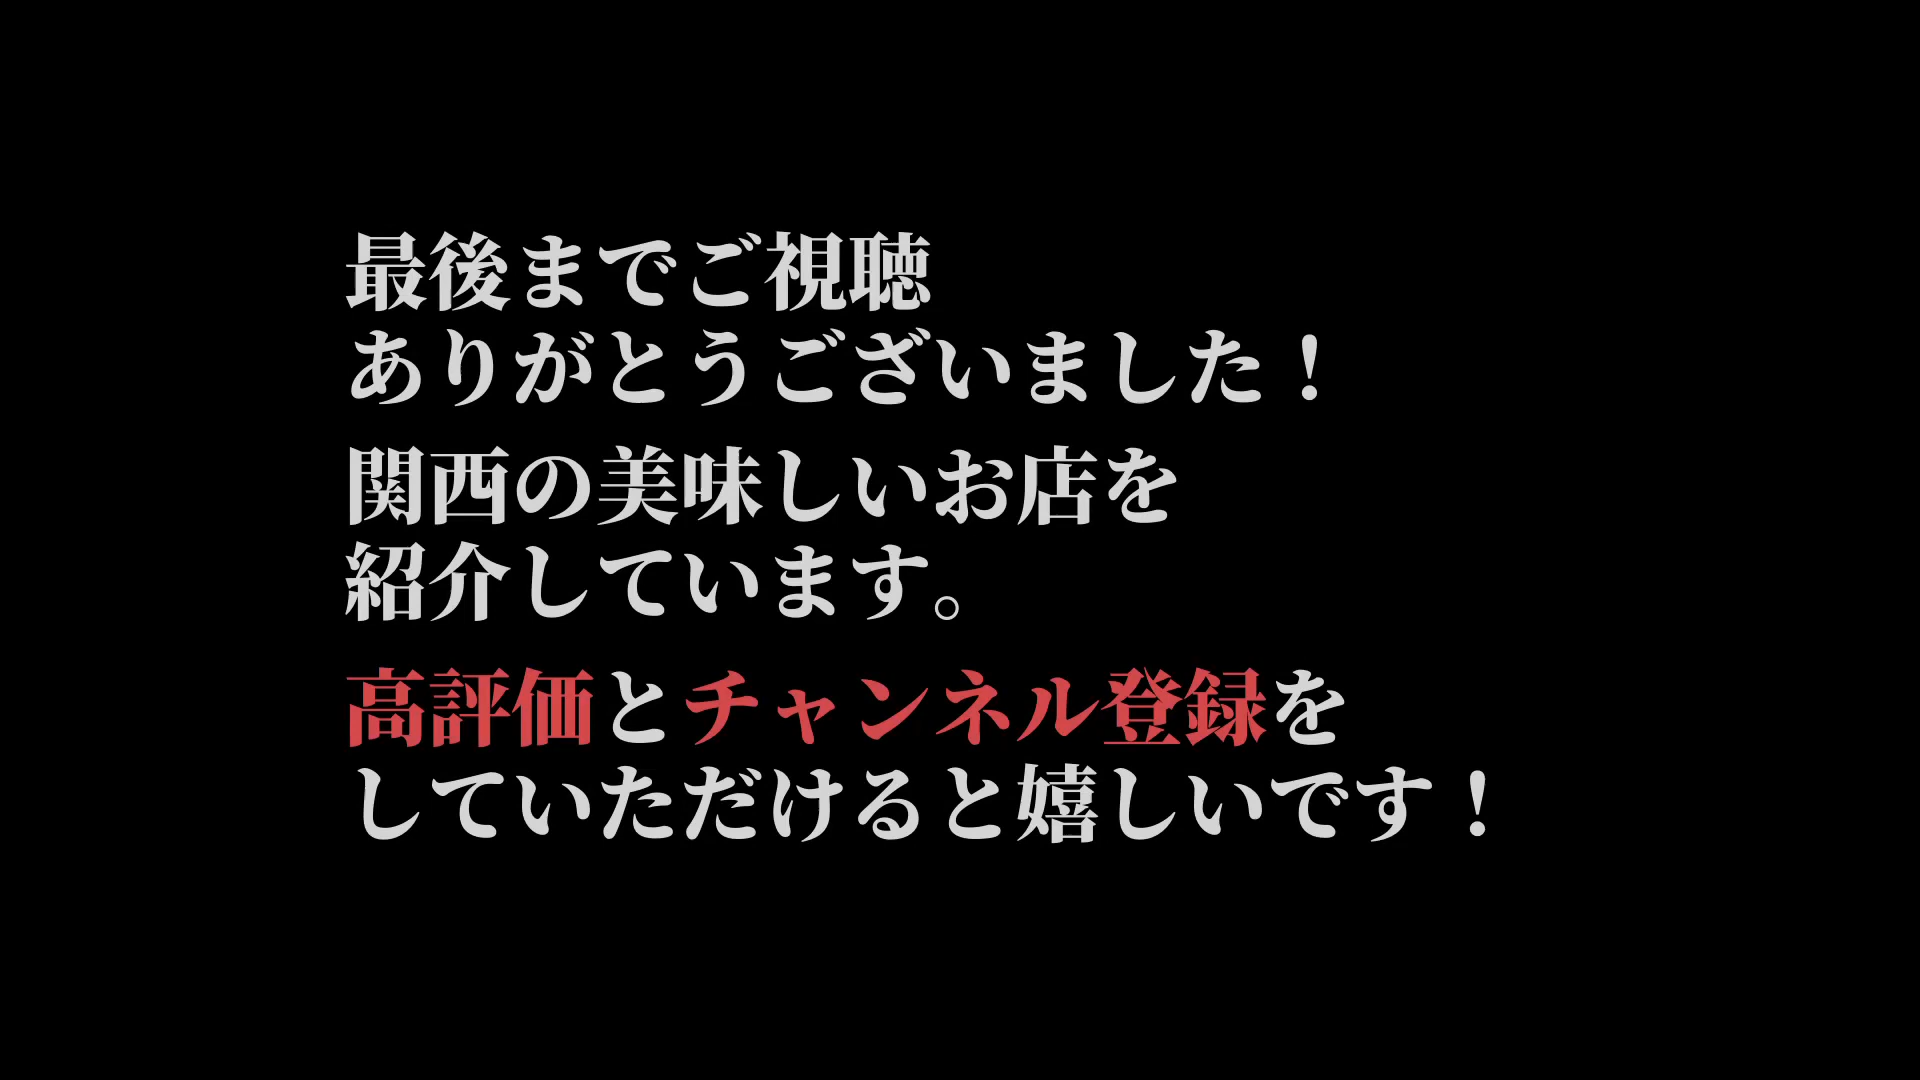 最後までご視聴
ありがとうございました！
関西の美味しいお店を
紹介しています。
高評価とチャンネル登録を
していただけると嬉しいです！